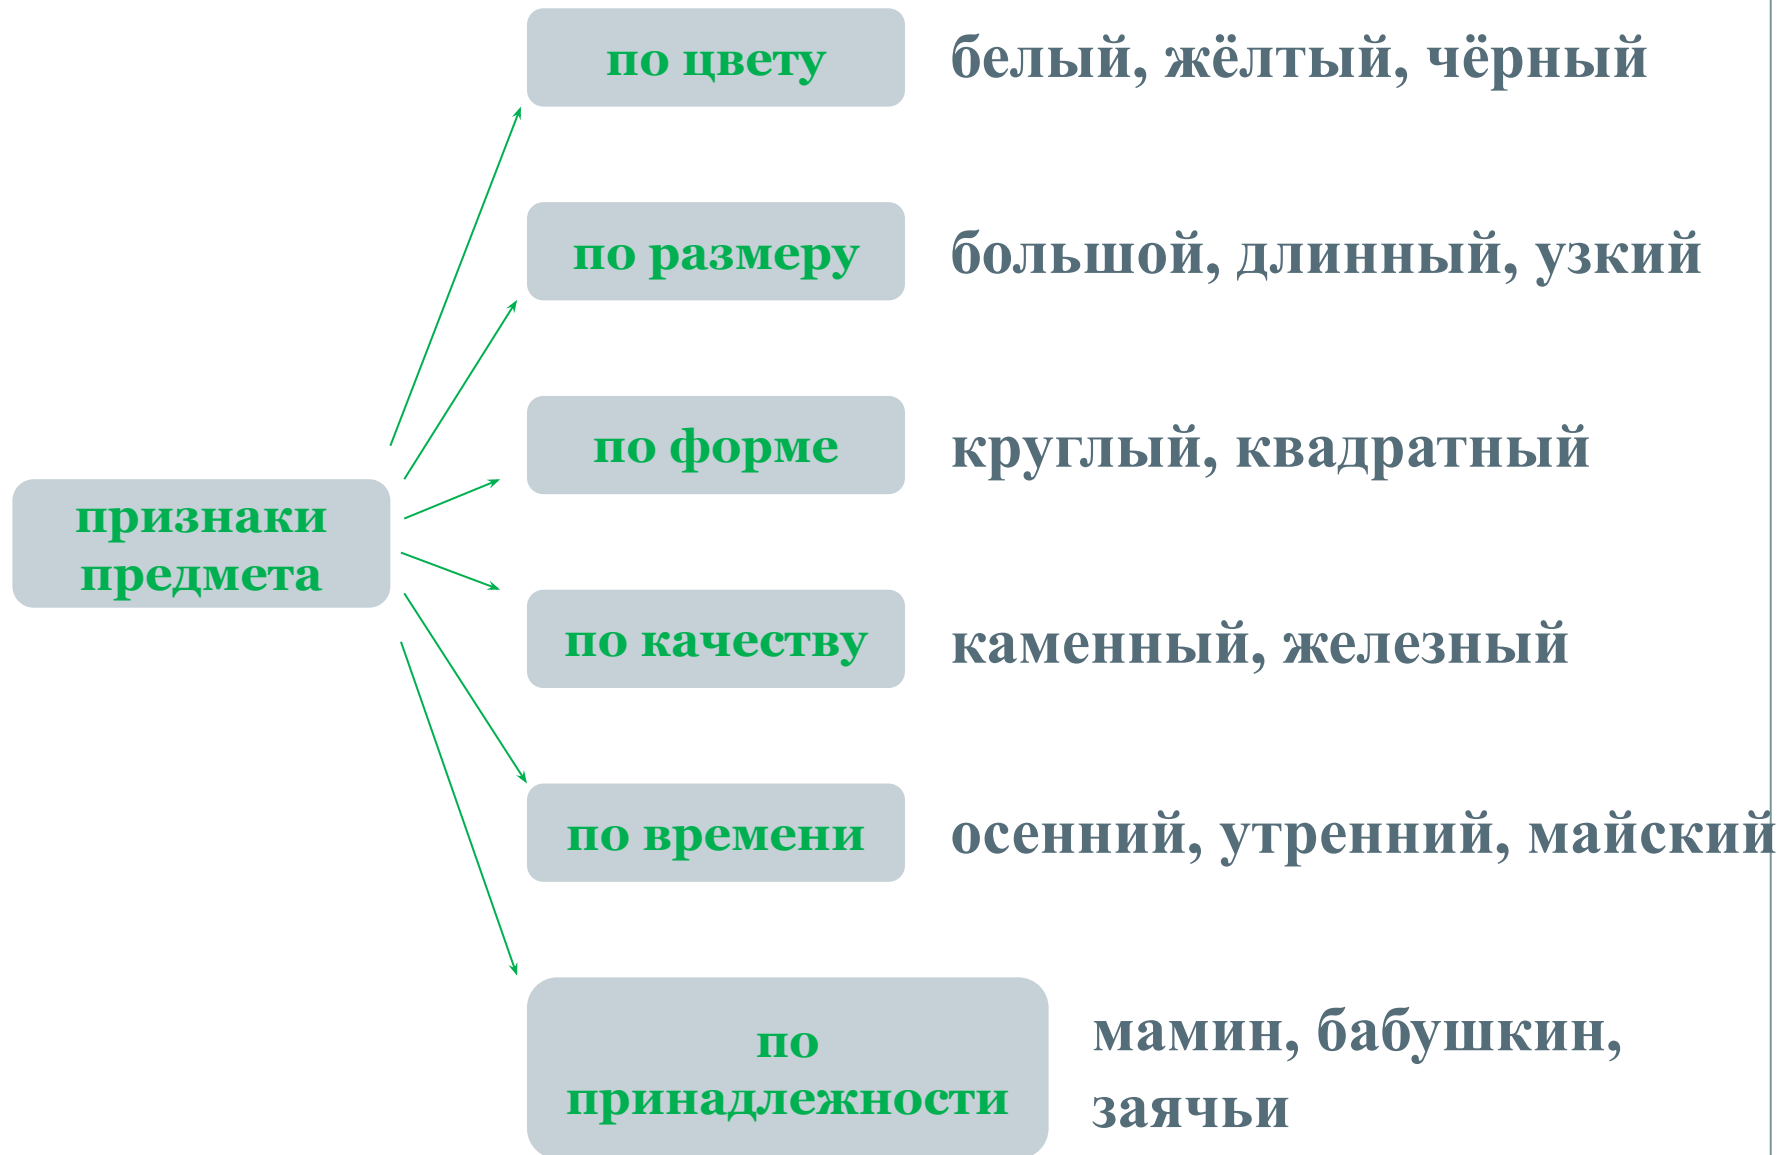 по цвету
белый, жёлтый, чёрный
по размеру
большой, длинный, узкий
по форме
круглый, квадратный
признаки
предмета
по качеству
каменный, железный
по времени
осенний, утренний, майский
по
принадлежности
мамин, бабушкин,
заячьи